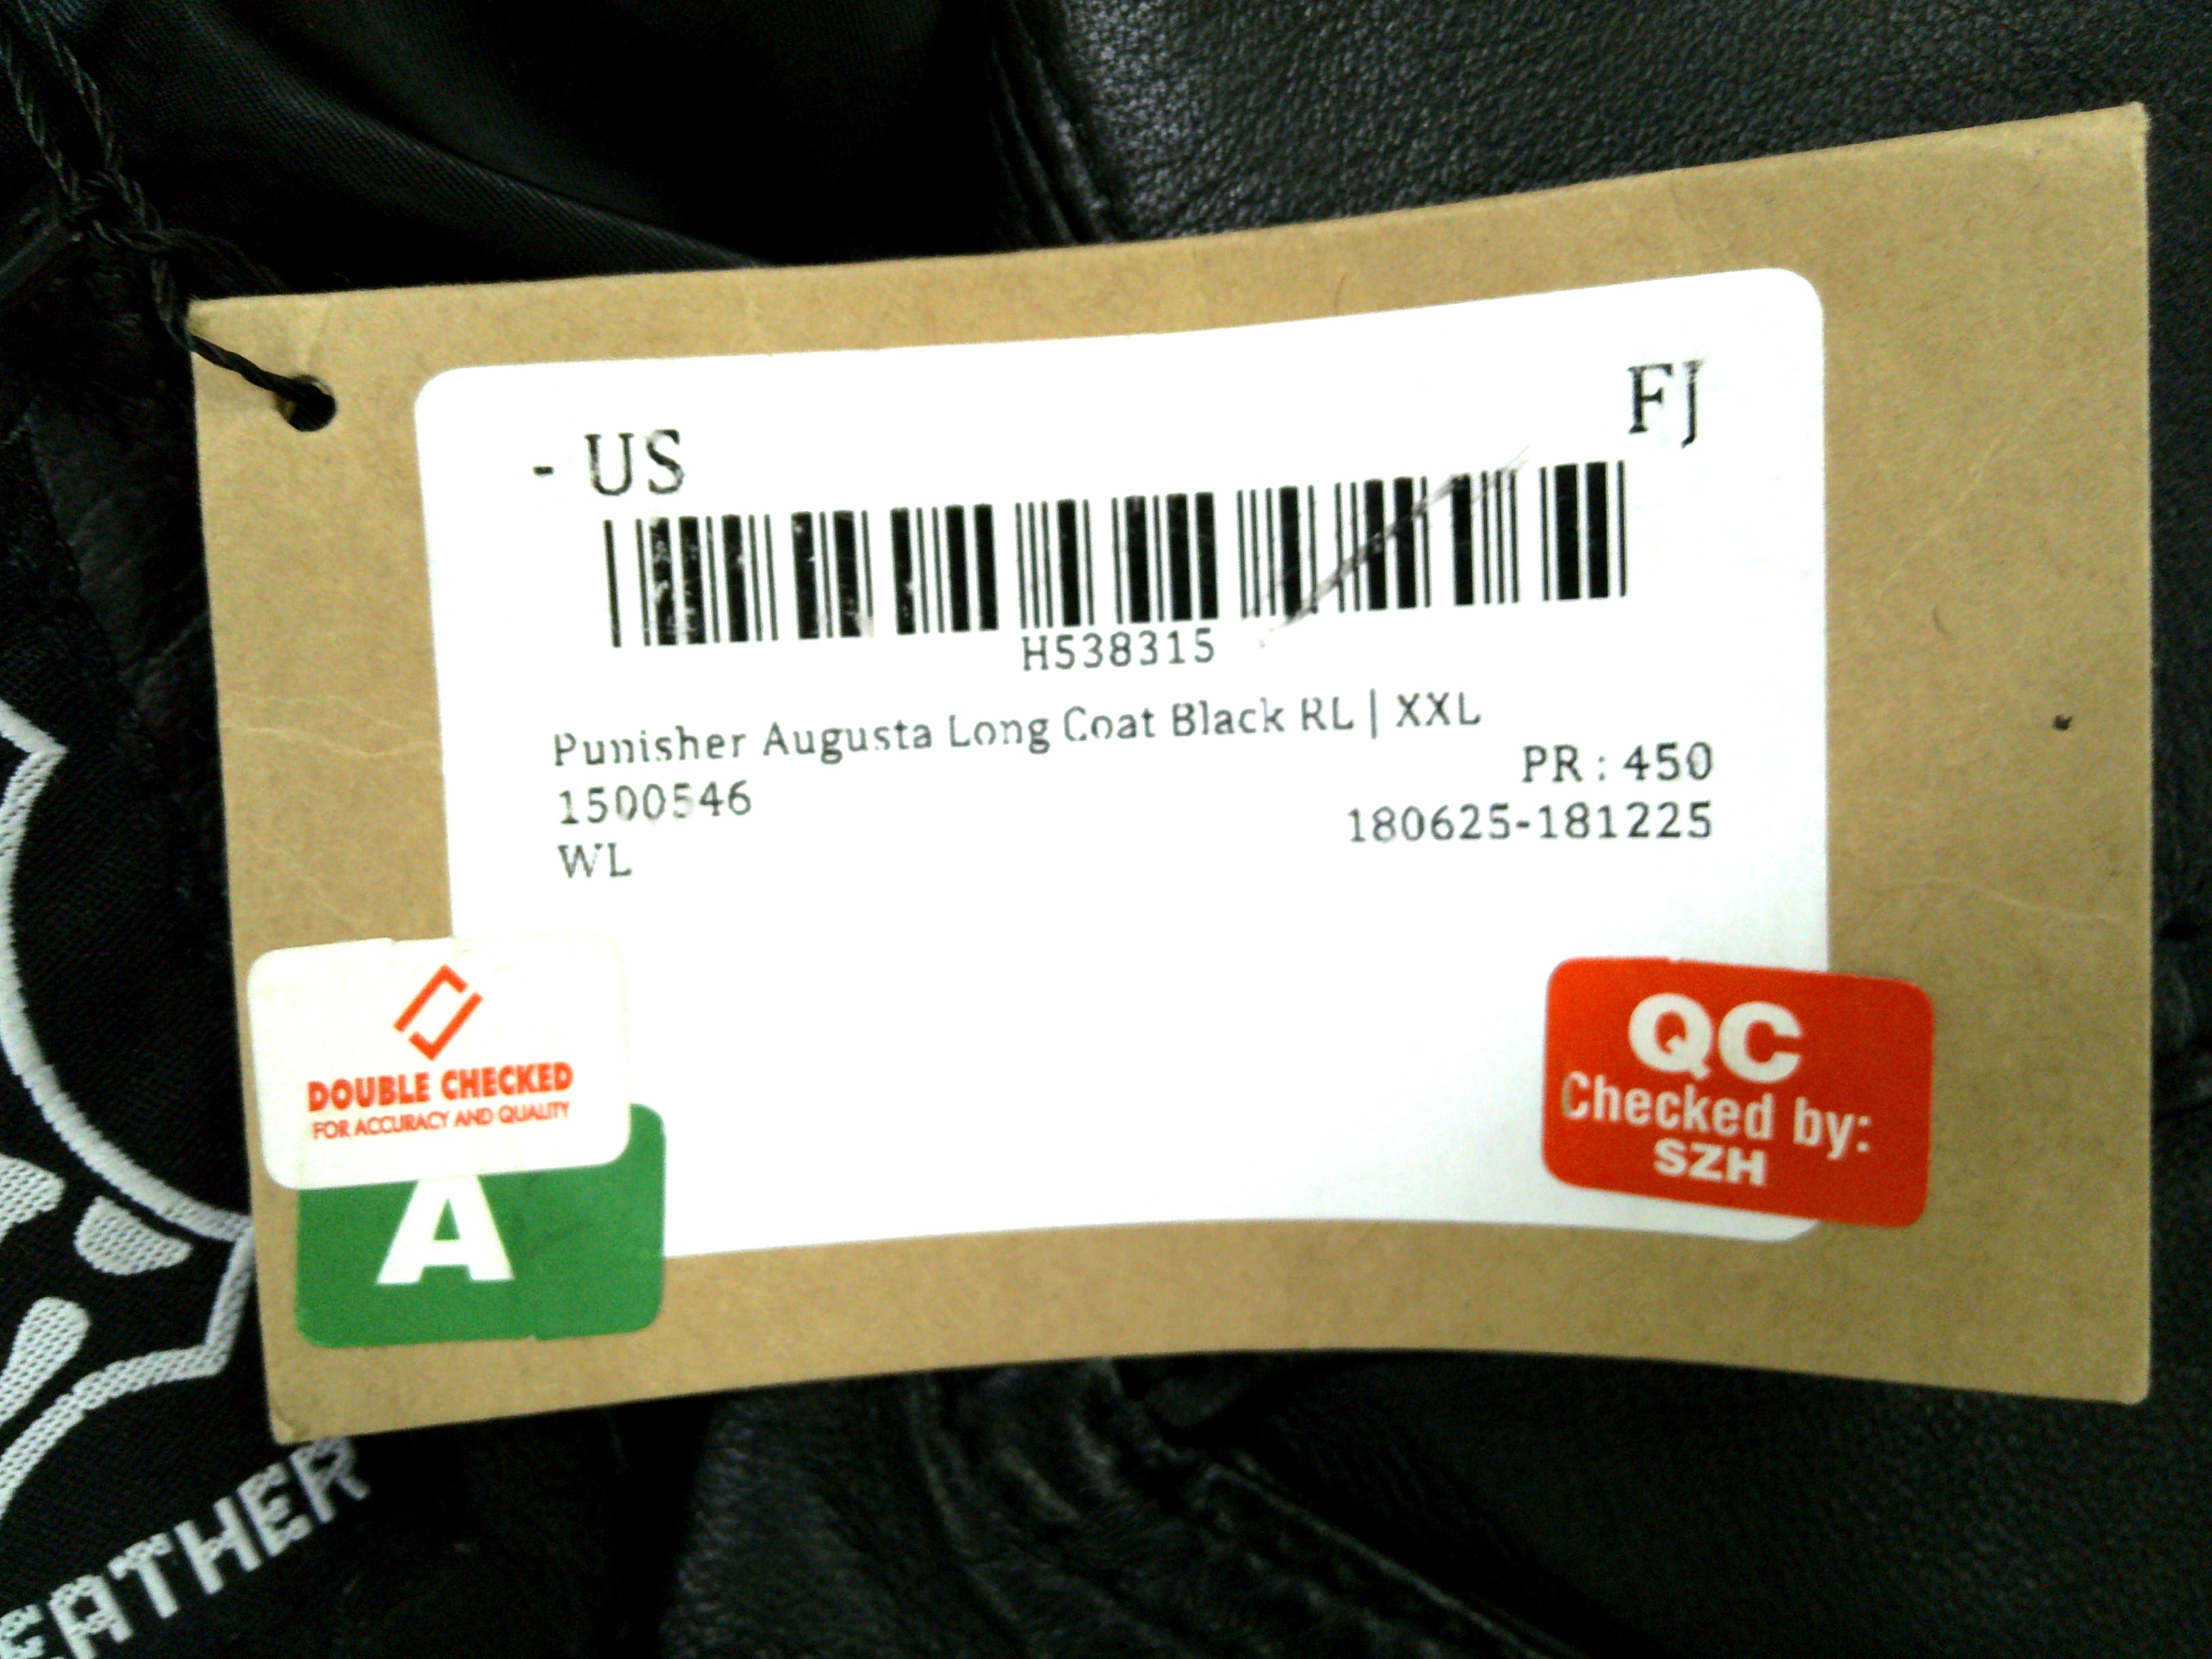 - US FJ
H538315
Punisher Augusta Long Coat Black RL | XXL
PR : 450
1500546
180625-181225
WL
DOUBLE CHECKED
FOR ACCURACY AND QUALITY
A
QC
Checked by:
SZH
EATHER